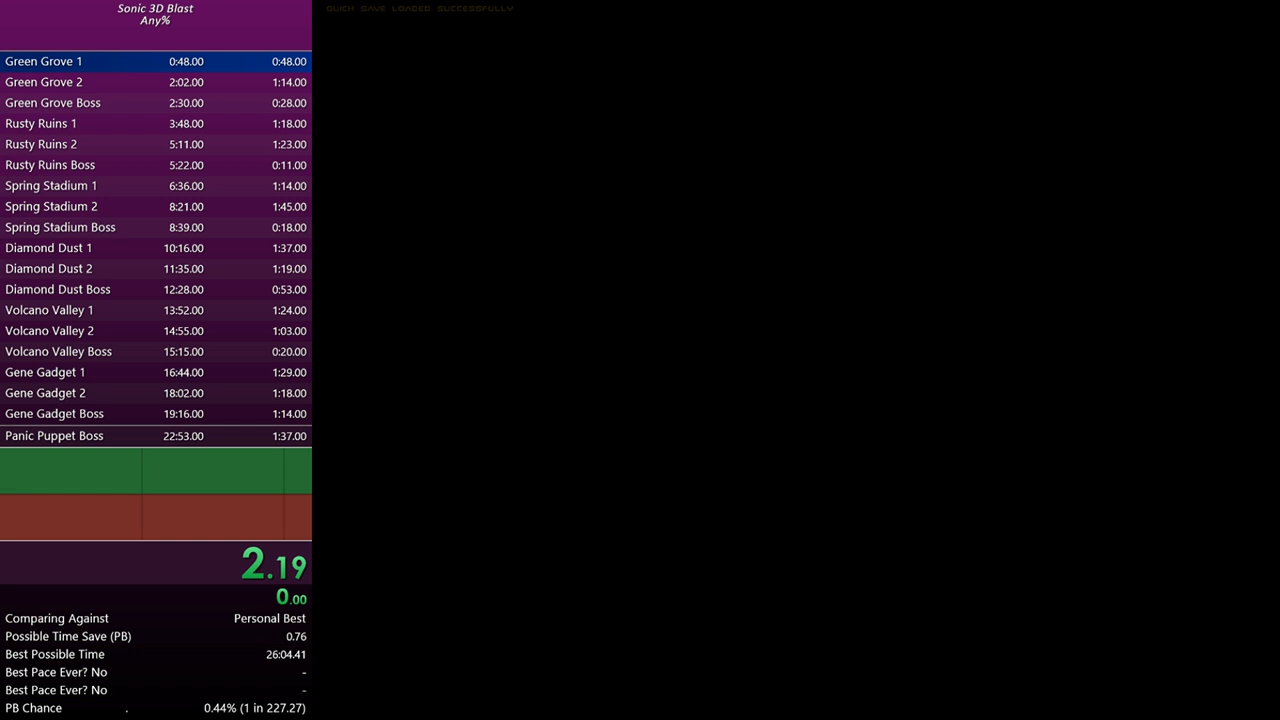 Sonic 3D Blast
Any%
QUICK SAVE LOADED SUCCESSFULLY
Green Grove 1 0:48.00 0:48.00
Green Grove 2 2:02.00 1:14.00
Green Grove Boss 2:30.00 0:28.00
Rusty Ruins 1 3:48.00 1:18.00
Rusty Ruins 2 5:11.00 1:23.00
Rusty Ruins Boss 5:22.00 0:11.00
Spring Stadium 1 6:36.00 1:14.00
Spring Stadium 2 8:21.00 1:45.00
Spring Stadium Boss 8:39.00 0:18.00
Diamond Dust 1 10:16.00 1:37.00
Diamond Dust 2 11:35.00 1:19.00
Diamond Dust Boss 12:28.00 0:53.00
Volcano Valley 1 13:52.00 1:24.00
Volcano Valley 2 14:55.00 1:03.00
Volcano Valley Boss 15:15.00 0:20.00
Gene Gadget 1 16:44.00 1:29.00
Gene Gadget 2 18:02.00 1:18.00
Gene Gadget Boss 19:16.00 1:14.00
Panic Puppet Boss 22:53.00 1:37.00
2.19
0.00
Comparing Against Personal Best
Possible Time Save (PB) 0.76
Best Possible Time 26:04.41
Best Pace Ever? No -
Best Pace Ever? No -
PB Chance . 0.44% (1 in 227.27)